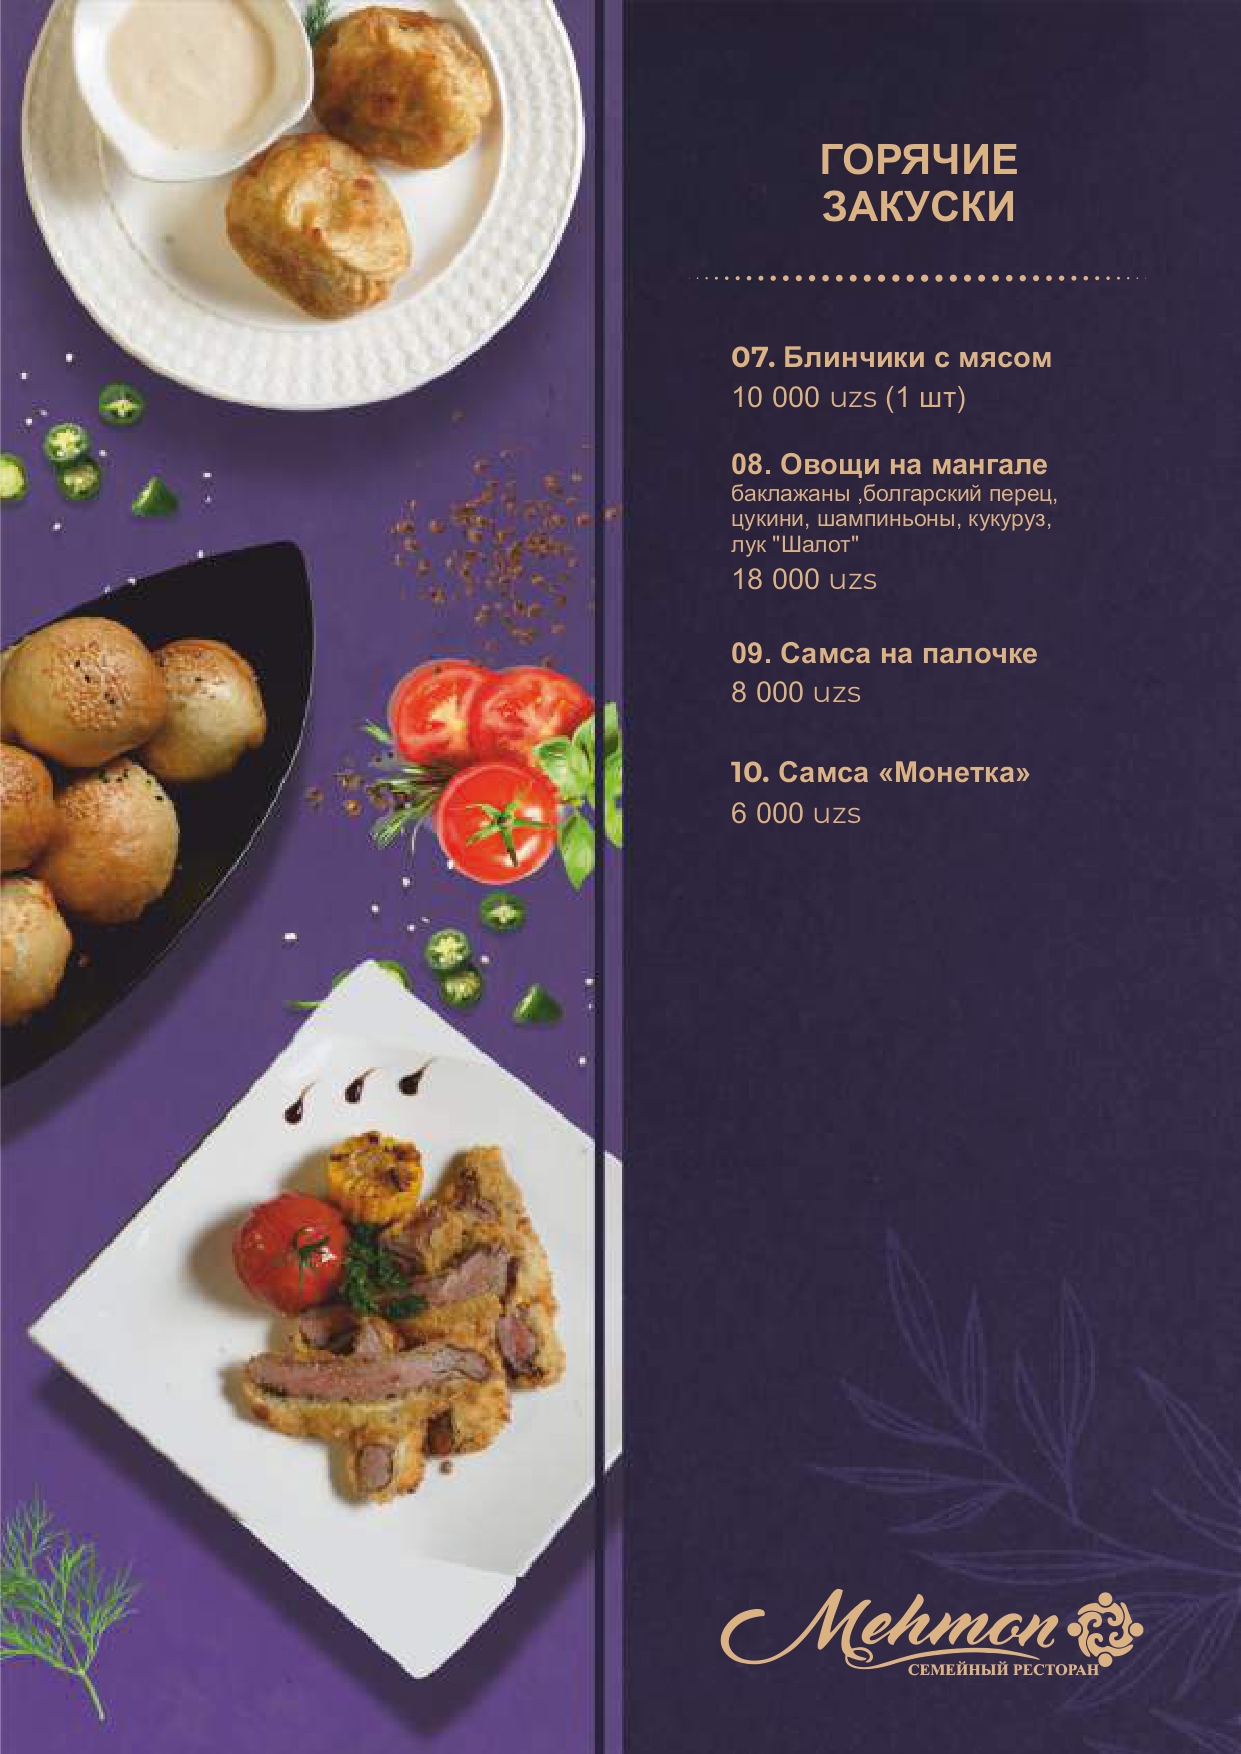 ГОРЯЧИЕ
ЗАКУСКИ
07. Блинчики с мясом
10 000 uzs (1 шт)
08. Овощи на мангале
баклажаны ,болгарский перец,
цукини, шампиньоны, кукуруз,
лук "Шалот"
18 000 uzs
09. Самса на палочке
8 000 uzs
10. Самса «Монетка»
6 000 uzs
Mehmon
СЕМЕЙНЫЙ РЕСТОРАН